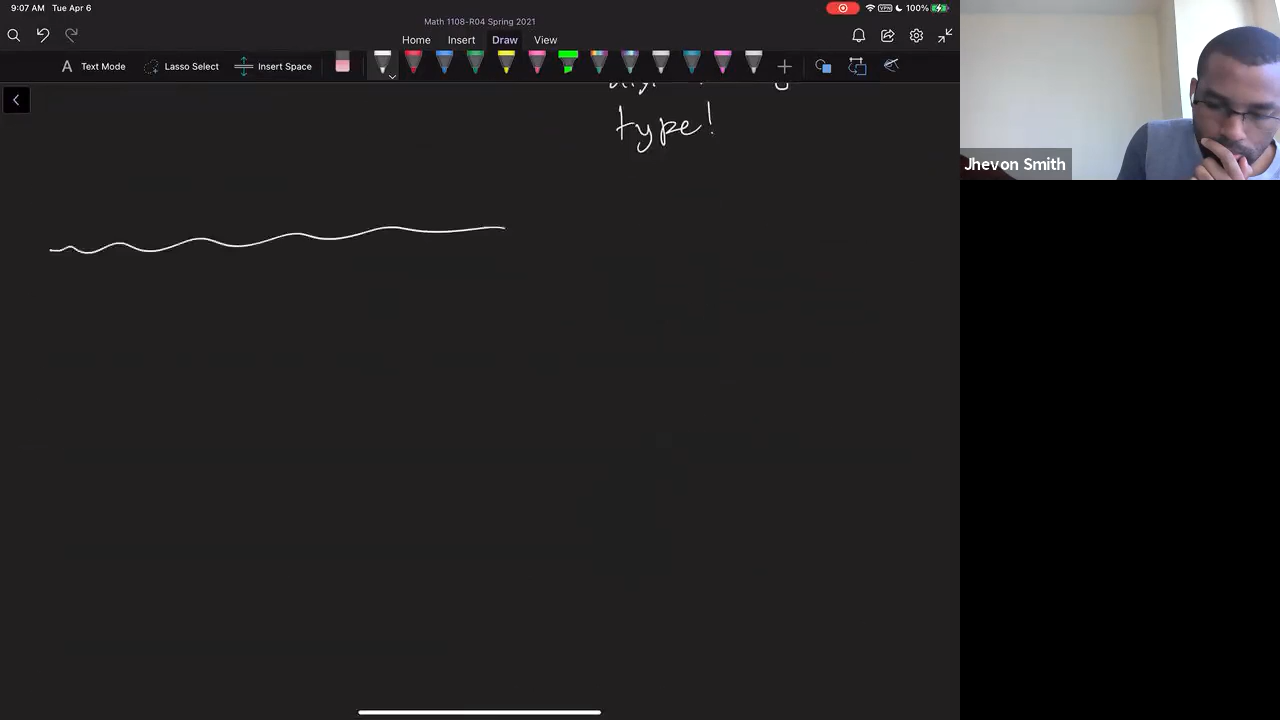 9:07 AM Tue Apr 6
VPN 100%
Math 1108-R04 Spring 2021
Home Insert Draw View
A Text Mode Lasso Select Insert Space
type!
Jhevon Smith